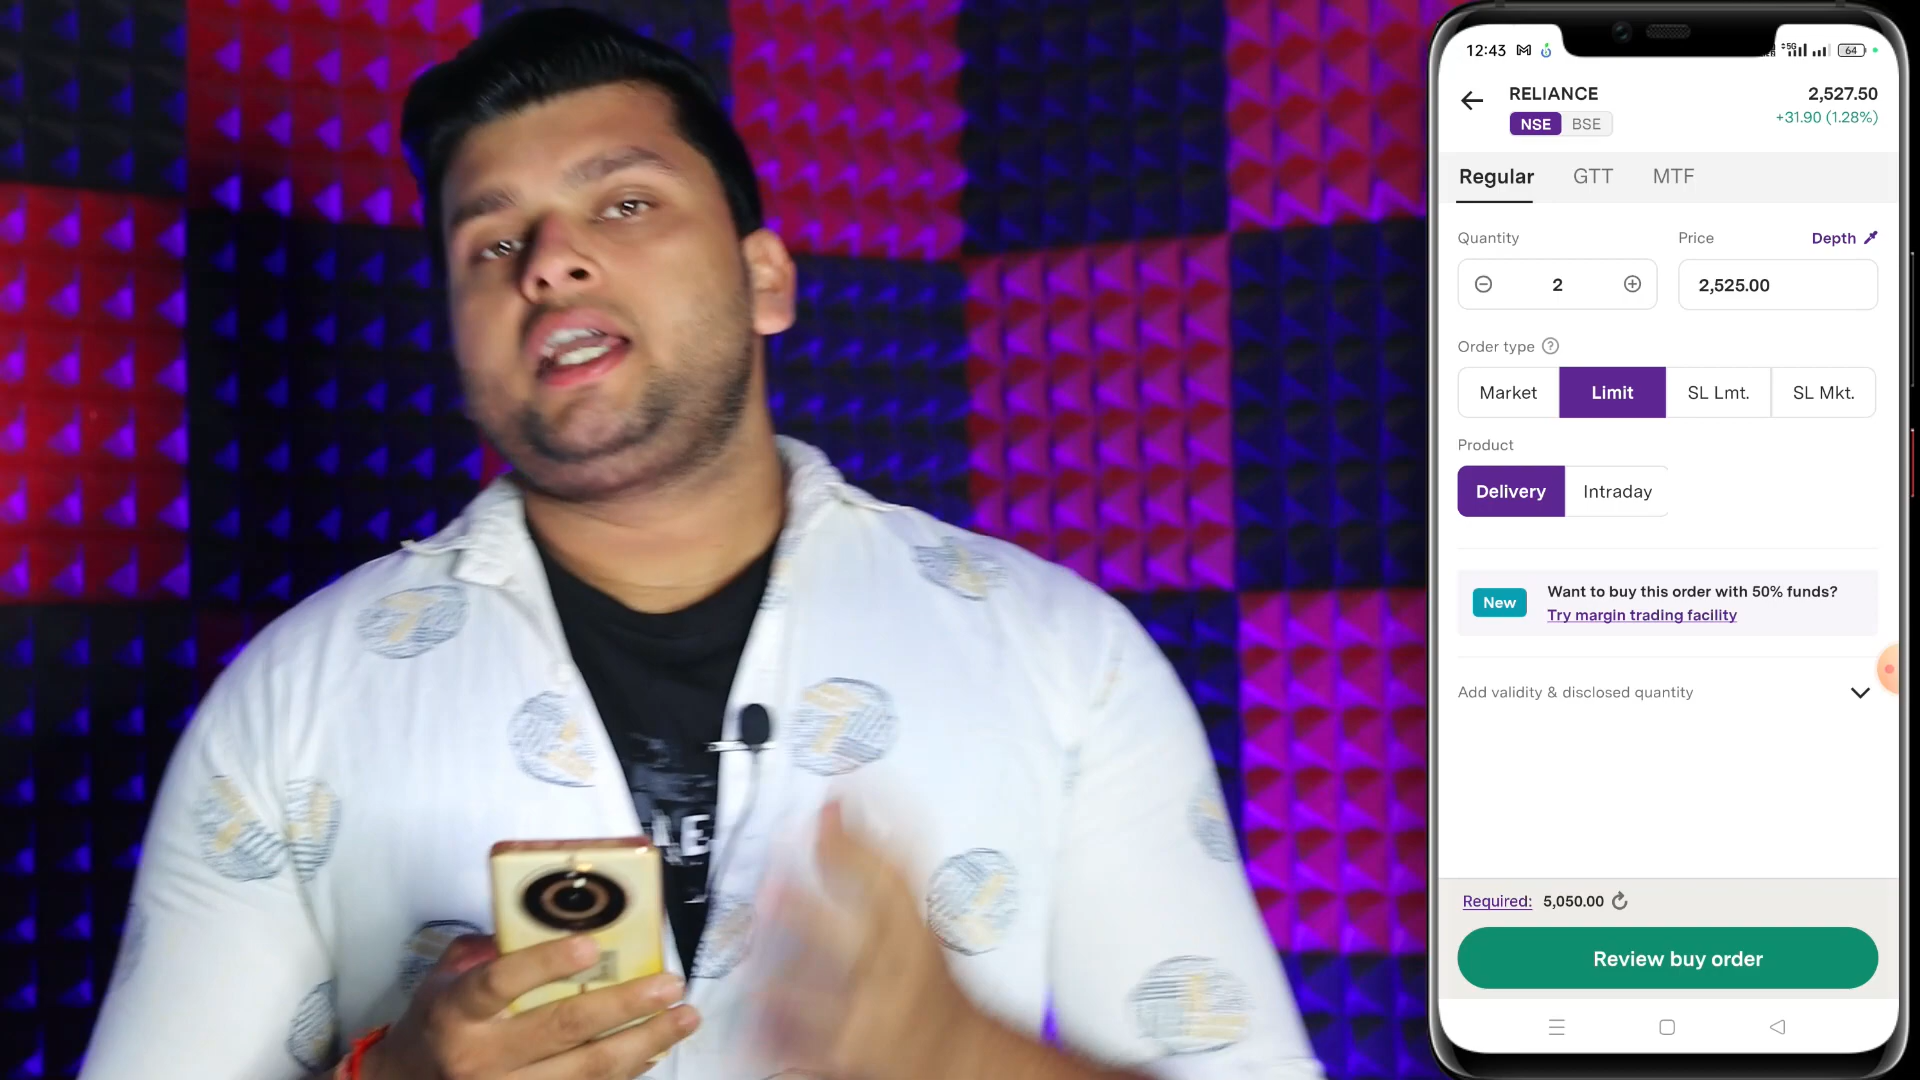 12:43
5G
64
RELIANCE
2,527.50
NSE
BSE
+31.90 (1.28%)
Regular
GTT
MTF
Quantity
Price
Depth
2
2,525.00
Order type ?
Market
Limit
SL Lmt.
SL Mkt.
Product
Delivery
Intraday
New
Want to buy this order with 50% funds?
Try margin trading facility
Add validity & disclosed quantity
Required: 5,050.00
Review buy order